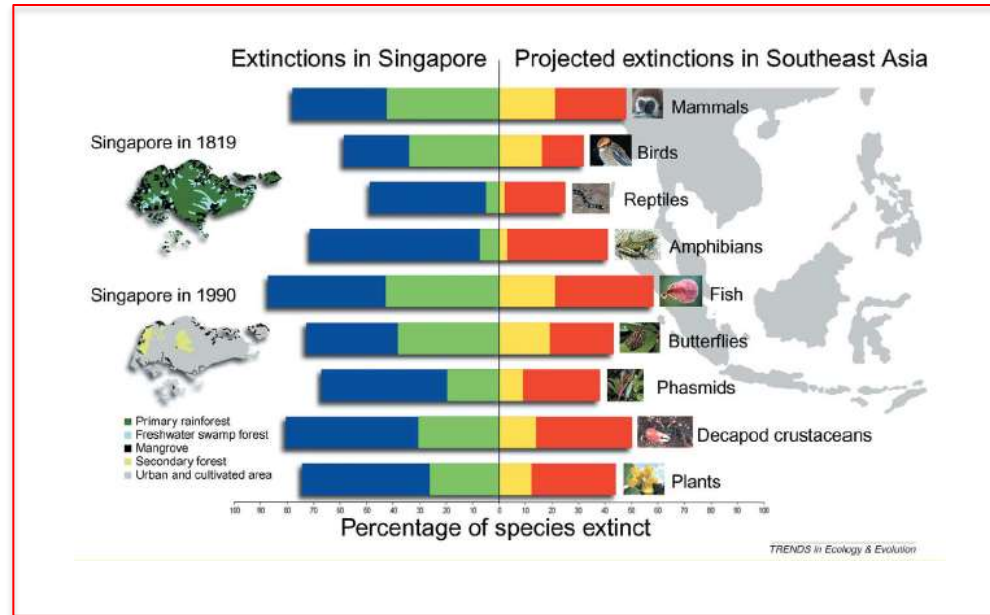 Extinctions in Singapore
Projected extinctions in Southeast Asia
Mammals
Singapore in 1819
Birds
Reptiles
Amphibians
Singapore in 1990
Fish
Butterflies
Phasmids
Primary rainforest
Freshwater swamp forest
Mangrove
Secondary forest
Urban and cultivated area
Decapod crustaceans
Plants
100 90 80 70 60 50 40 30 20 10 0 10 20 30 40 50 60 70 80 90 100
Percentage of species extinct
TRENDS in Ecology & Evolution